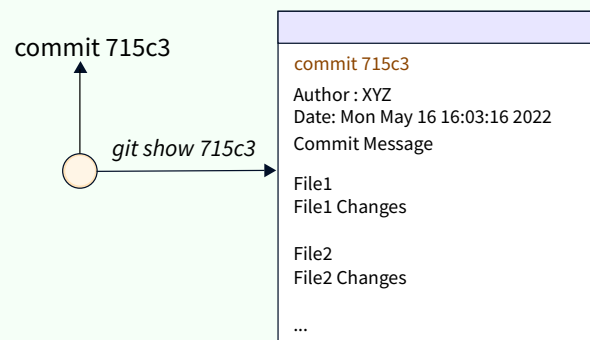 commit 715c3
git show 715c3
commit 715c3
Author : XYZ
Date: Mon May 16 16:03:16 2022
Commit Message
File1
File1 Changes
File2
File2 Changes
...